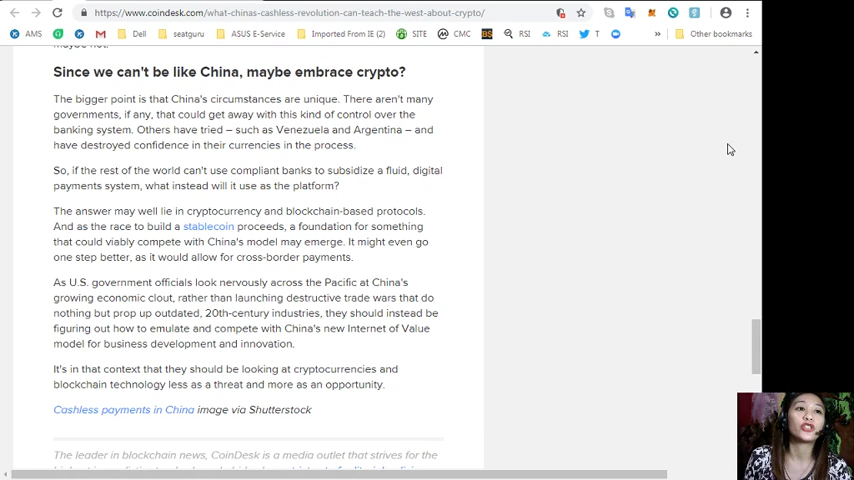 https://www.coindesk.com/what-chinas-cashless-revolution-can-teach-the-west-about-crypto/
AMS Dell seatguru ASUS E-Service Imported From IE (2) SITE CMC BS RSI RSI T » Other bookmarks
maybe not.
Since we can't be like China, maybe embrace crypto?
The bigger point is that China's circumstances are unique. There aren't many
governments, if any, that could get away with this kind of control over the
banking system. Others have tried – such as Venezuela and Argentina – and
have destroyed confidence in their currencies in the process.
So, if the rest of the world can't use compliant banks to subsidize a fluid, digital
payments system, what instead will it use as the platform?
The answer may well lie in cryptocurrency and blockchain-based protocols.
And as the race to build a stablecoin proceeds, a foundation for something
that could viably compete with China's model may emerge. It might even go
one step better, as it would allow for cross-border payments.
As U.S. government officials look nervously across the Pacific at China's
growing economic clout, rather than launching destructive trade wars that do
nothing but prop up outdated, 20th-century industries, they should instead be
figuring out how to emulate and compete with China's new Internet of Value
model for business development and innovation.
It's in that context that they should be looking at cryptocurrencies and
blockchain technology less as a threat and more as an opportunity.
Cashless payments in China image via Shutterstock
The leader in blockchain news, CoinDesk is a media outlet that strives for the